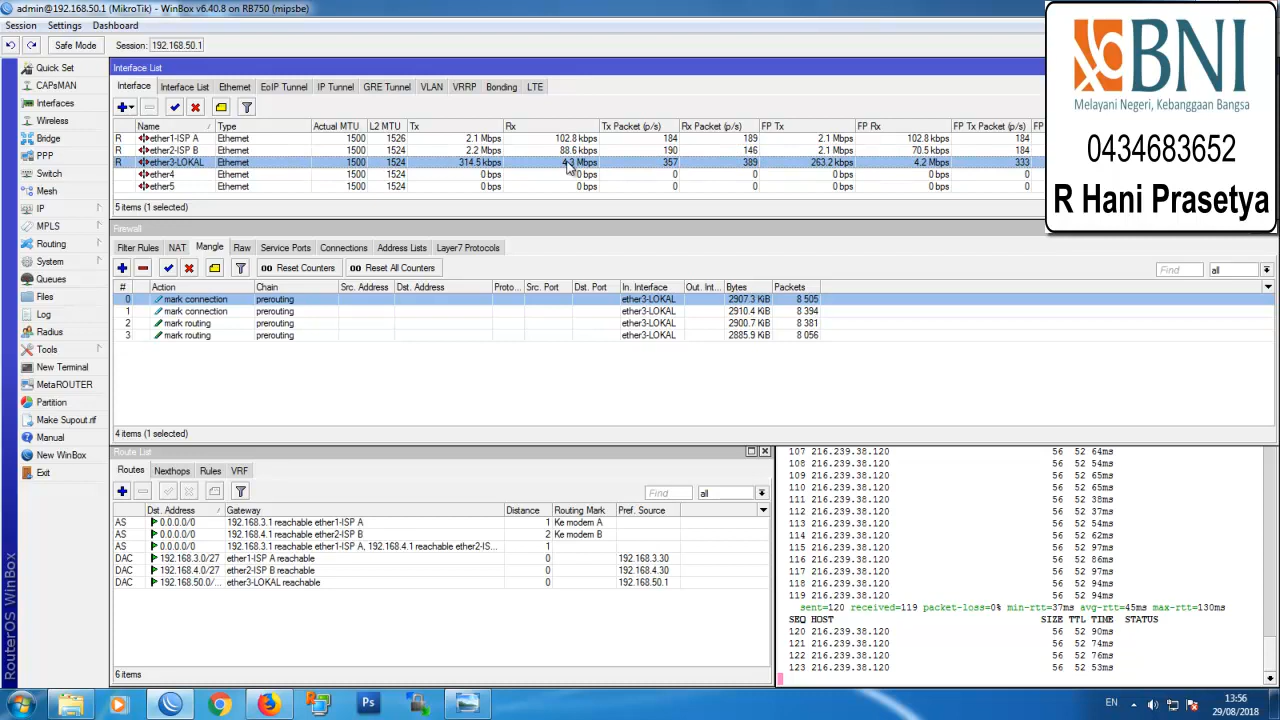 admin@192.168.50.1 (MikroTik) - WinBox v6.40.8 on RB750 (mipsbe)
Session Settings Dashboard
Safe Mode Session: 192.168.50.1
Quick Set
CAPsMAN
Interfaces
Wireless
Bridge
PPP
Switch
Mesh
IP
MPLS
Routing
System
Queues
Files
Log
Radius
Tools
New Terminal
MetaROUTER
Partition
Make Supout.rif
Manual
New WinBox
Exit
RouterOS WinBox
Interface List
Interface Interface List Ethernet EoIP Tunnel IP Tunnel GRE Tunnel VLAN VRRP Bonding LTE
Name Type Actual MTU L2 MTU Tx Rx Tx Packet (p/s) Rx Packet (p/s) FP Tx FP Rx FP Tx Packet (p/s) FP
R ether1-ISP A Ethernet 1500 1526 2.1 Mbps 102.8 kbps 184 189 2.1 Mbps 102.8 kbps 184
R ether2-ISP B Ethernet 1500 1524 2.2 Mbps 88.6 kbps 190 146 2.1 Mbps 70.5 kbps 184
R ether3-LOKAL Ethernet 1500 1524 314.5 kbps 4.3 Mbps 357 389 263.2 kbps 4.2 Mbps 333
ether4 Ethernet 1500 1524 0 bps 0 bps 0 0 0 bps 0 bps 0
ether5 Ethernet 1500 1524 0 bps 0 bps 0 0 0 bps 0 bps 0
5 items (1 selected)
BNI
Melayani Negeri, Kebanggaan Bangsa
0434683652
R Hani Prasetya
Firewall
Filter Rules NAT Mangle Raw Service Ports Connections Address Lists Layer7 Protocols
00 Reset Counters 00 Reset All Counters Find all
# Action Chain Src. Address Dst. Address Proto... Src. Port Dst. Port In. Interface Out. Int... Bytes Packets
0 mark connection prerouting ether3-LOKAL 2907.3 KiB 8 505
1 mark connection prerouting ether3-LOKAL 2910.4 KiB 8 394
2 mark routing prerouting ether3-LOKAL 2900.7 KiB 8 381
3 mark routing prerouting ether3-LOKAL 2885.9 KiB 8 056
4 items (1 selected)
Route List
Routes Nexthops Rules VRF
Find all
Dst. Address Gateway Distance Routing Mark Pref. Source
AS 0.0.0.0/0 192.168.3.1 reachable ether1-ISP A 1 Ke modem A
AS 0.0.0.0/0 192.168.4.1 reachable ether2-ISP B 2 Ke modem B
AS 0.0.0.0/0 192.168.3.1 reachable ether1-ISP A, 192.168.4.1 reachable ether2-IS... 1
DAC 192.168.3.0/27 ether1-ISP A reachable 0 192.168.3.30
DAC 192.168.4.0/27 ether2-ISP B reachable 0 192.168.4.30
DAC 192.168.50.0/... ether3-LOKAL reachable 0 192.168.50.1
6 items
107 216.239.38.120 56 52 64ms
108 216.239.38.120 56 52 54ms
109 216.239.38.120 56 52 65ms
110 216.239.38.120 56 52 65ms
111 216.239.38.120 56 52 38ms
112 216.239.38.120 56 52 37ms
113 216.239.38.120 56 52 54ms
114 216.239.38.120 56 52 62ms
115 216.239.38.120 56 52 97ms
116 216.239.38.120 56 52 86ms
117 216.239.38.120 56 52 97ms
118 216.239.38.120 56 52 94ms
119 216.239.38.120 56 52 94ms
sent=120 received=119 packet-loss=0% min-rtt=37ms avg-rtt=45ms max-rtt=130ms
SEQ HOST SIZE TTL TIME STATUS
120 216.239.38.120 56 52 90ms
121 216.239.38.120 56 52 74ms
122 216.239.38.120 56 52 76ms
123 216.239.38.120 56 52 53ms
Ps
EN
13:56
29/08/2018